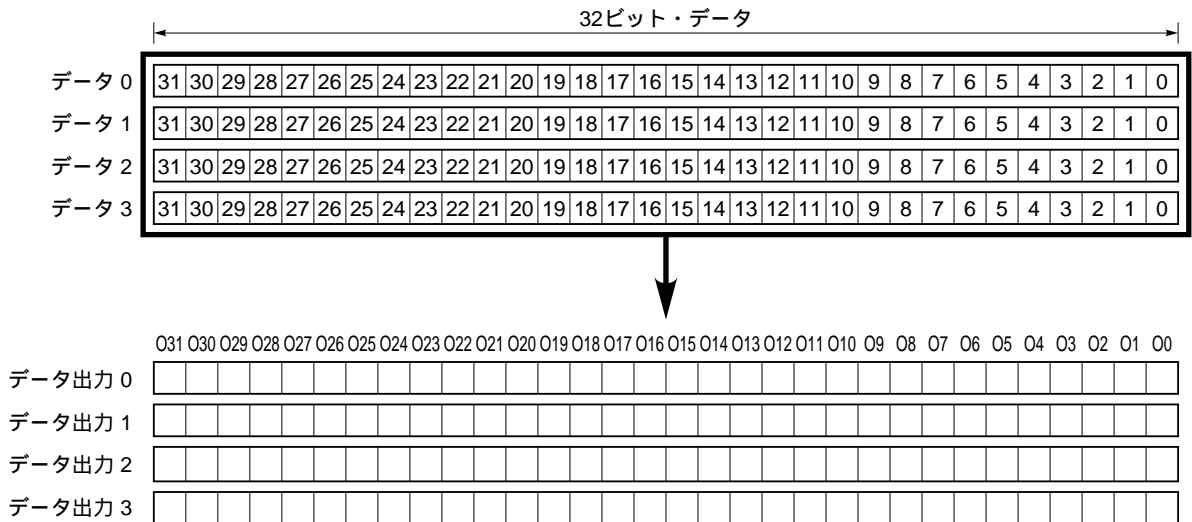 32ビット・データ
データ 0 31 30 29 28 27 26 25 24 23 22 21 20 19 18 17 16 15 14 13 12 11 10 9 8 7 6 5 4 3 2 1 0
データ 1 31 30 29 28 27 26 25 24 23 22 21 20 19 18 17 16 15 14 13 12 11 10 9 8 7 6 5 4 3 2 1 0
データ 2 31 30 29 28 27 26 25 24 23 22 21 20 19 18 17 16 15 14 13 12 11 10 9 8 7 6 5 4 3 2 1 0
データ 3 31 30 29 28 27 26 25 24 23 22 21 20 19 18 17 16 15 14 13 12 11 10 9 8 7 6 5 4 3 2 1 0
O31 O30 O29 O28 O27 O26 O25 O24 O23 O22 O21 O20 O19 O18 O17 O16 O15 O14 O13 O12 O11 O10 O9 O8 O7 O6 O5 O4 O3 O2 O1 O0
データ出力 0
データ出力 1
データ出力 2
データ出力 3